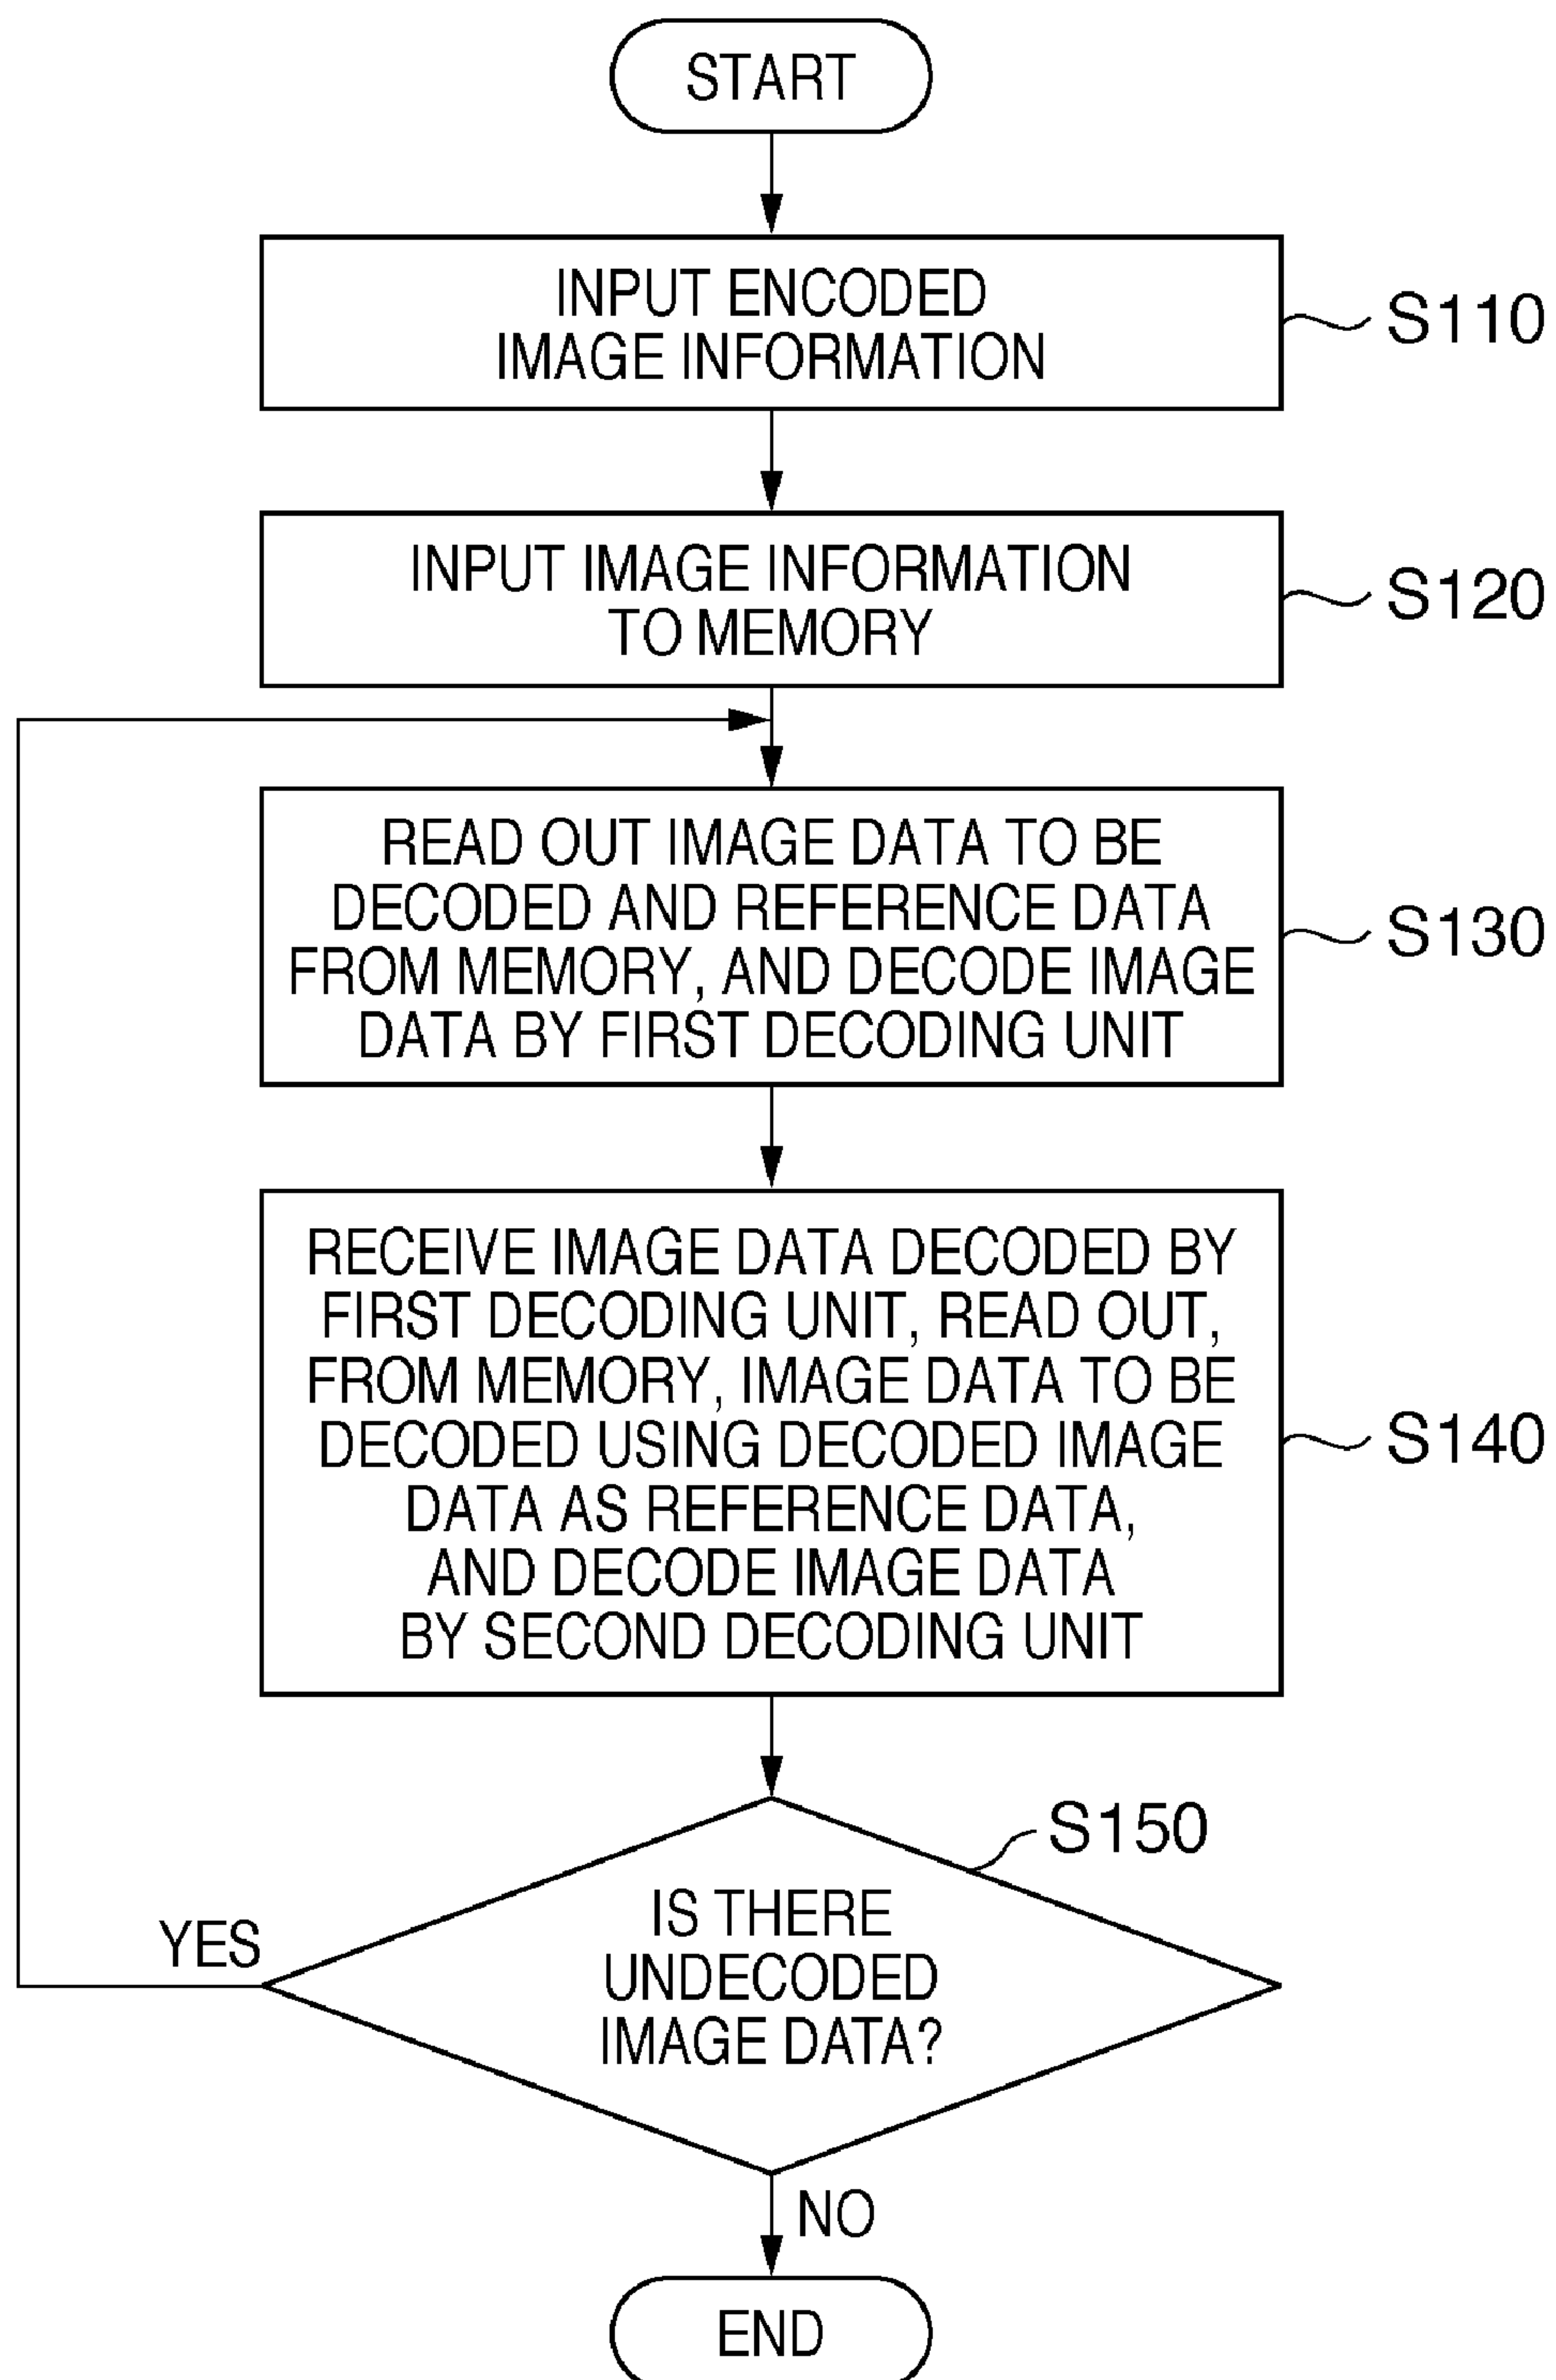 START
INPUT ENCODED
IMAGE INFORMATION
S110
INPUT IMAGE INFORMATION
TO MEMORY
S120
READ OUT IMAGE DATA TO BE
DECODED AND REFERENCE DATA
FROM MEMORY, AND DECODE IMAGE
DATA BY FIRST DECODING UNIT
S130
RECEIVE IMAGE DATA DECODED BY
FIRST DECODING UNIT, READ OUT,
FROM MEMORY, IMAGE DATA TO BE
DECODED USING DECODED IMAGE
DATA AS REFERENCE DATA,
AND DECODE IMAGE DATA
BY SECOND DECODING UNIT
S140
S150
IS THERE
UNDECODED
IMAGE DATA?
YES
NO
END